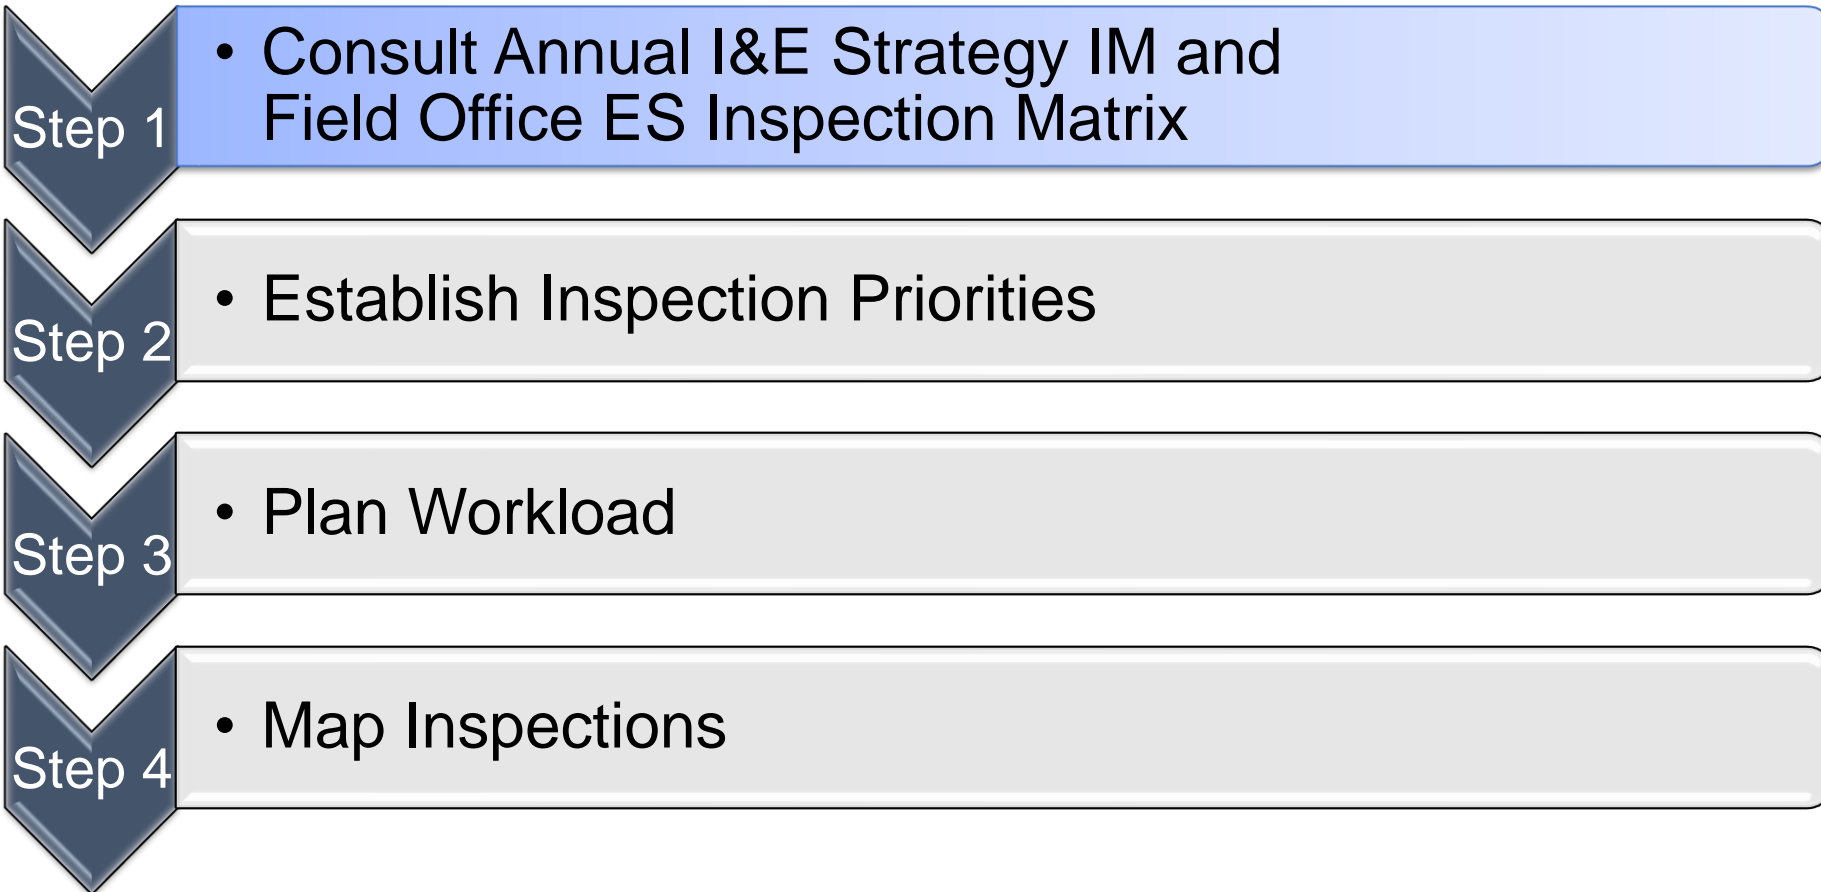 Step 1
• Consult Annual I&E Strategy IM and
Field Office ES Inspection Matrix
Step 2
• Establish Inspection Priorities
Step 3
• Plan Workload
Step 4
• Map Inspections